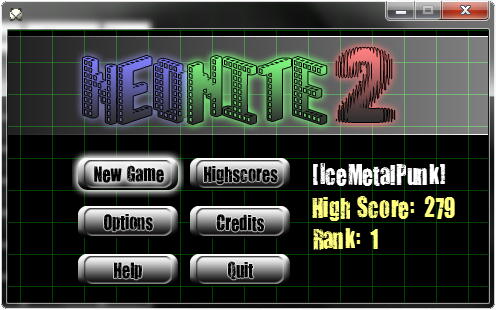 NEONITE 2
New Game
Highscores
[IceMetalPunk]
High Score: 279
Rank: 1
Options
Credits
Help
Quit